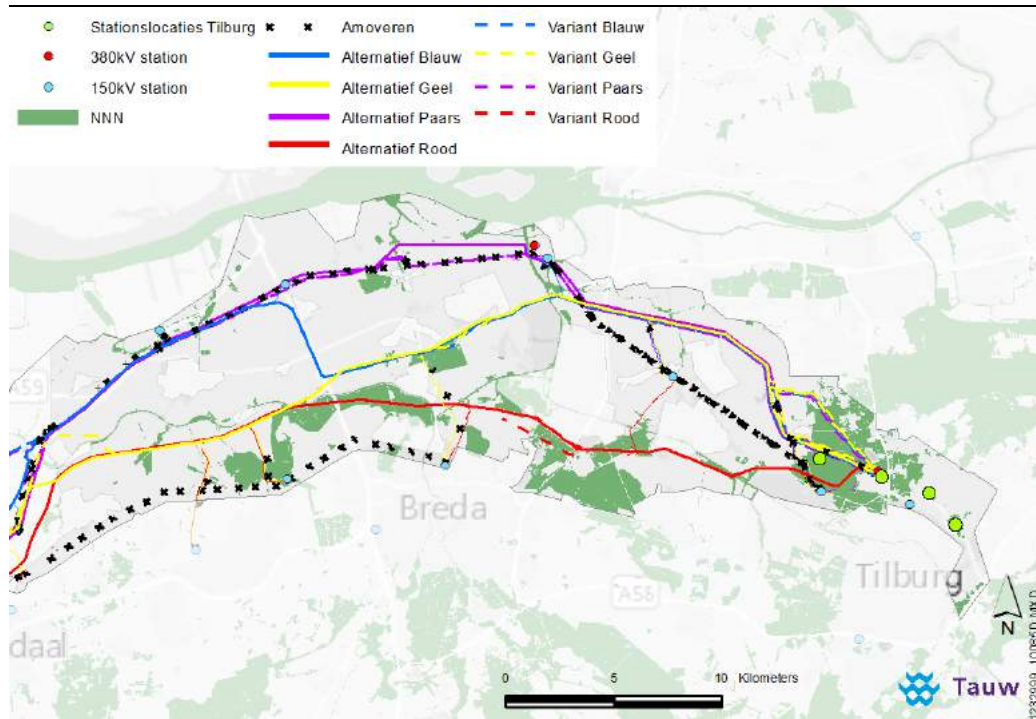 Stationslocaties Tilburg
380kV station
150kV station
NNN
Amoveren
Alternatief Blauw
Alternatief Geel
Alternatief Paars
Alternatief Rood
Variant Blauw
Variant Geel
Variant Paars
Variant Rood
A59
Breda
A58
Tilburg
daal
N
0 5 10 Kilometers
Tauw